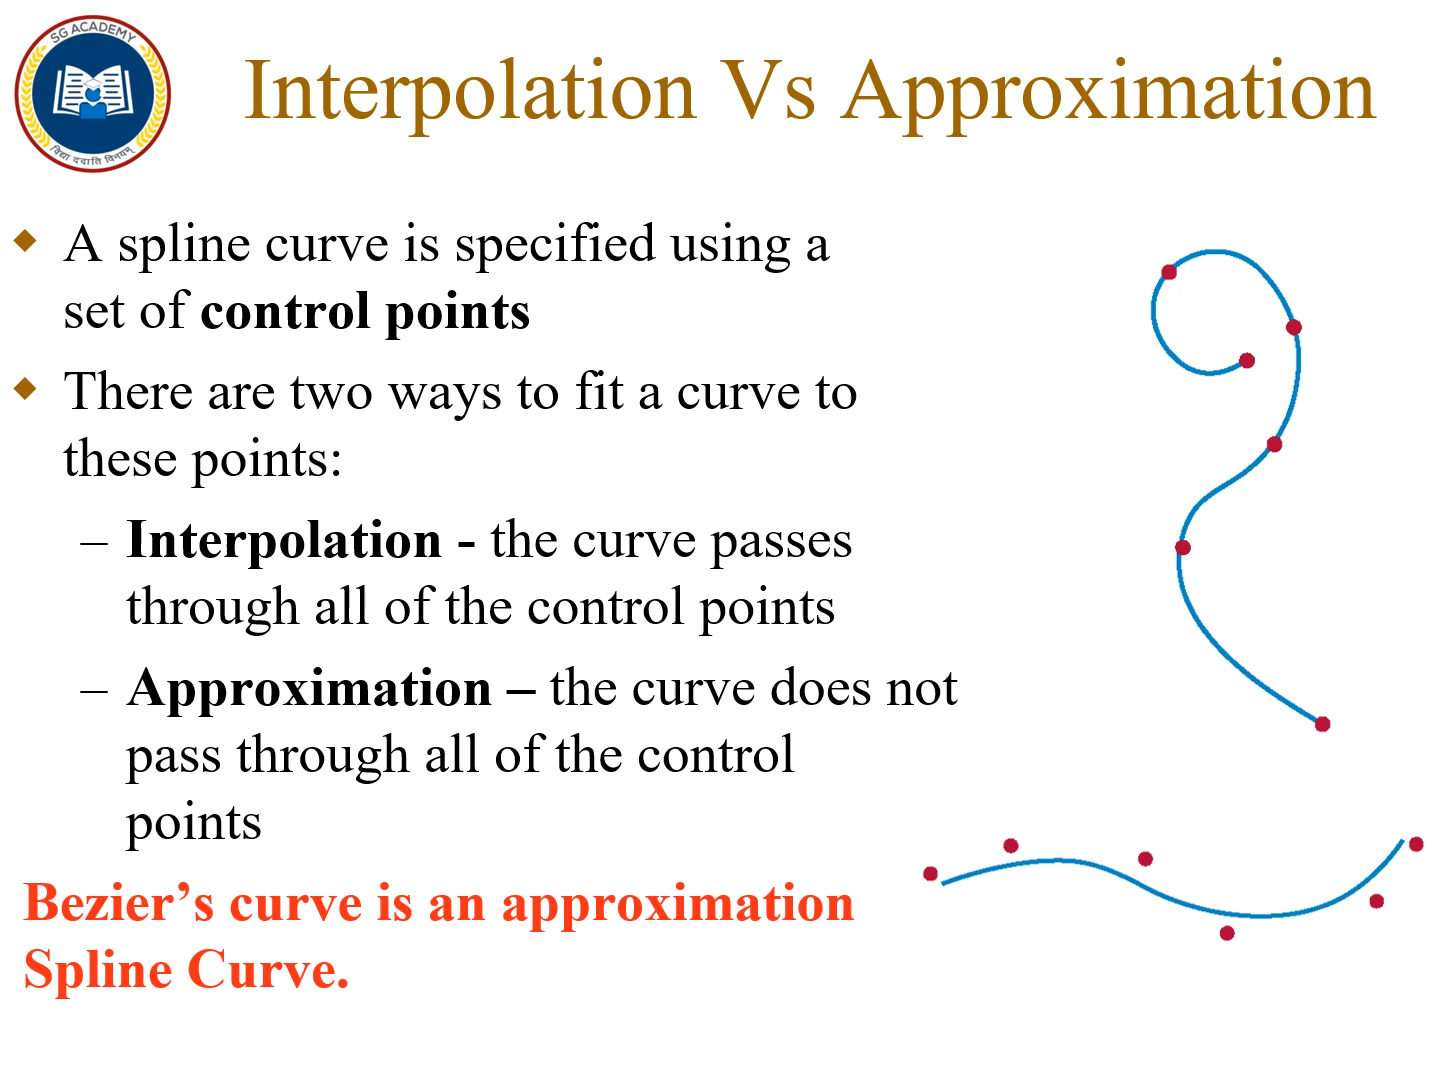 SG ACADEMY
विद्या ददाति विनयम्
Interpolation Vs Approximation
A spline curve is specified using a
set of control points
There are two ways to fit a curve to
these points:
– Interpolation - the curve passes
through all of the control points
– Approximation – the curve does not
pass through all of the control
points
Bezier’s curve is an approximation
Spline Curve.